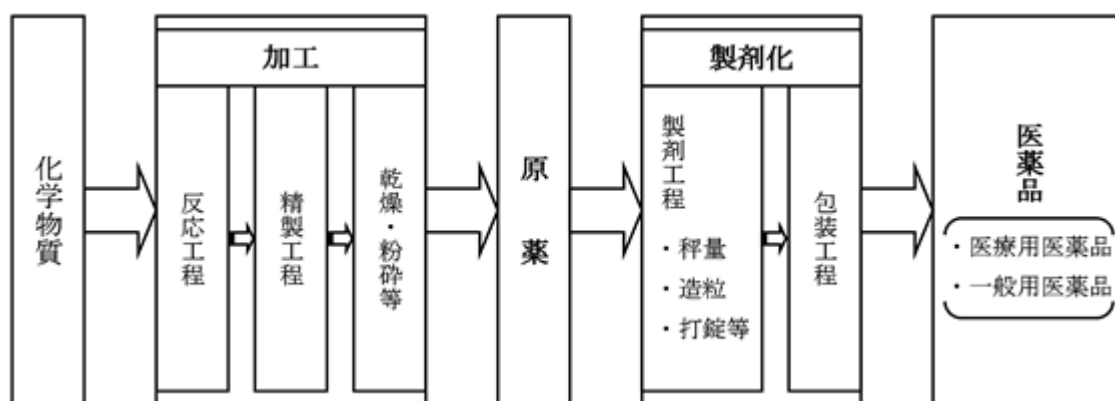 化学物質
加工
反応工程
精製工程
乾燥・粉砕等
原薬
製剤化
製剤工程
・秤量
・造粒
・打錠等
包装工程
医薬品
・医療用医薬品
・一般用医薬品